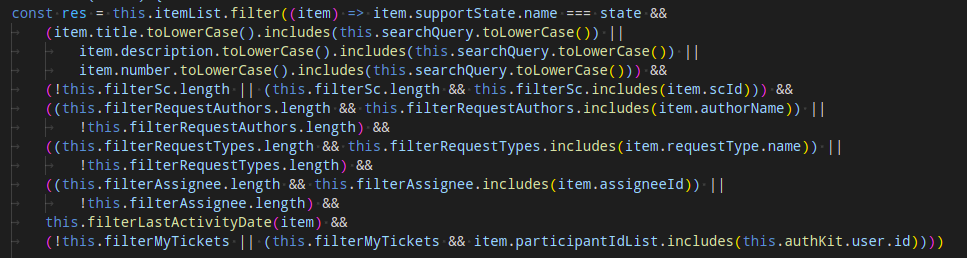 const res = this.itemList.filter((item) => item.supportState.name === state &&
(item.title.toLowerCase().includes(this.searchQuery.toLowerCase()) ||
item.description.toLowerCase().includes(this.searchQuery.toLowerCase()) ||
item.number.toLowerCase().includes(this.searchQuery.toLowerCase())) &&
(!this.filterSc.length || (this.filterSc.length && this.filterSc.includes(item.scId))) &&
((this.filterRequestAuthors.length && this.filterRequestAuthors.includes(item.authorName)) ||
!this.filterRequestAuthors.length) &&
((this.filterRequestTypes.length && this.filterRequestTypes.includes(item.requestType.name)) ||
!this.filterRequestTypes.length) &&
((this.filterAssignee.length && this.filterAssignee.includes(item.assigneeId)) ||
!this.filterAssignee.length) &&
this.filterLastActivityDate(item) &&
(!this.filterMyTickets || (this.filterMyTickets && item.participantIdList.includes(this.authKit.user.id))))